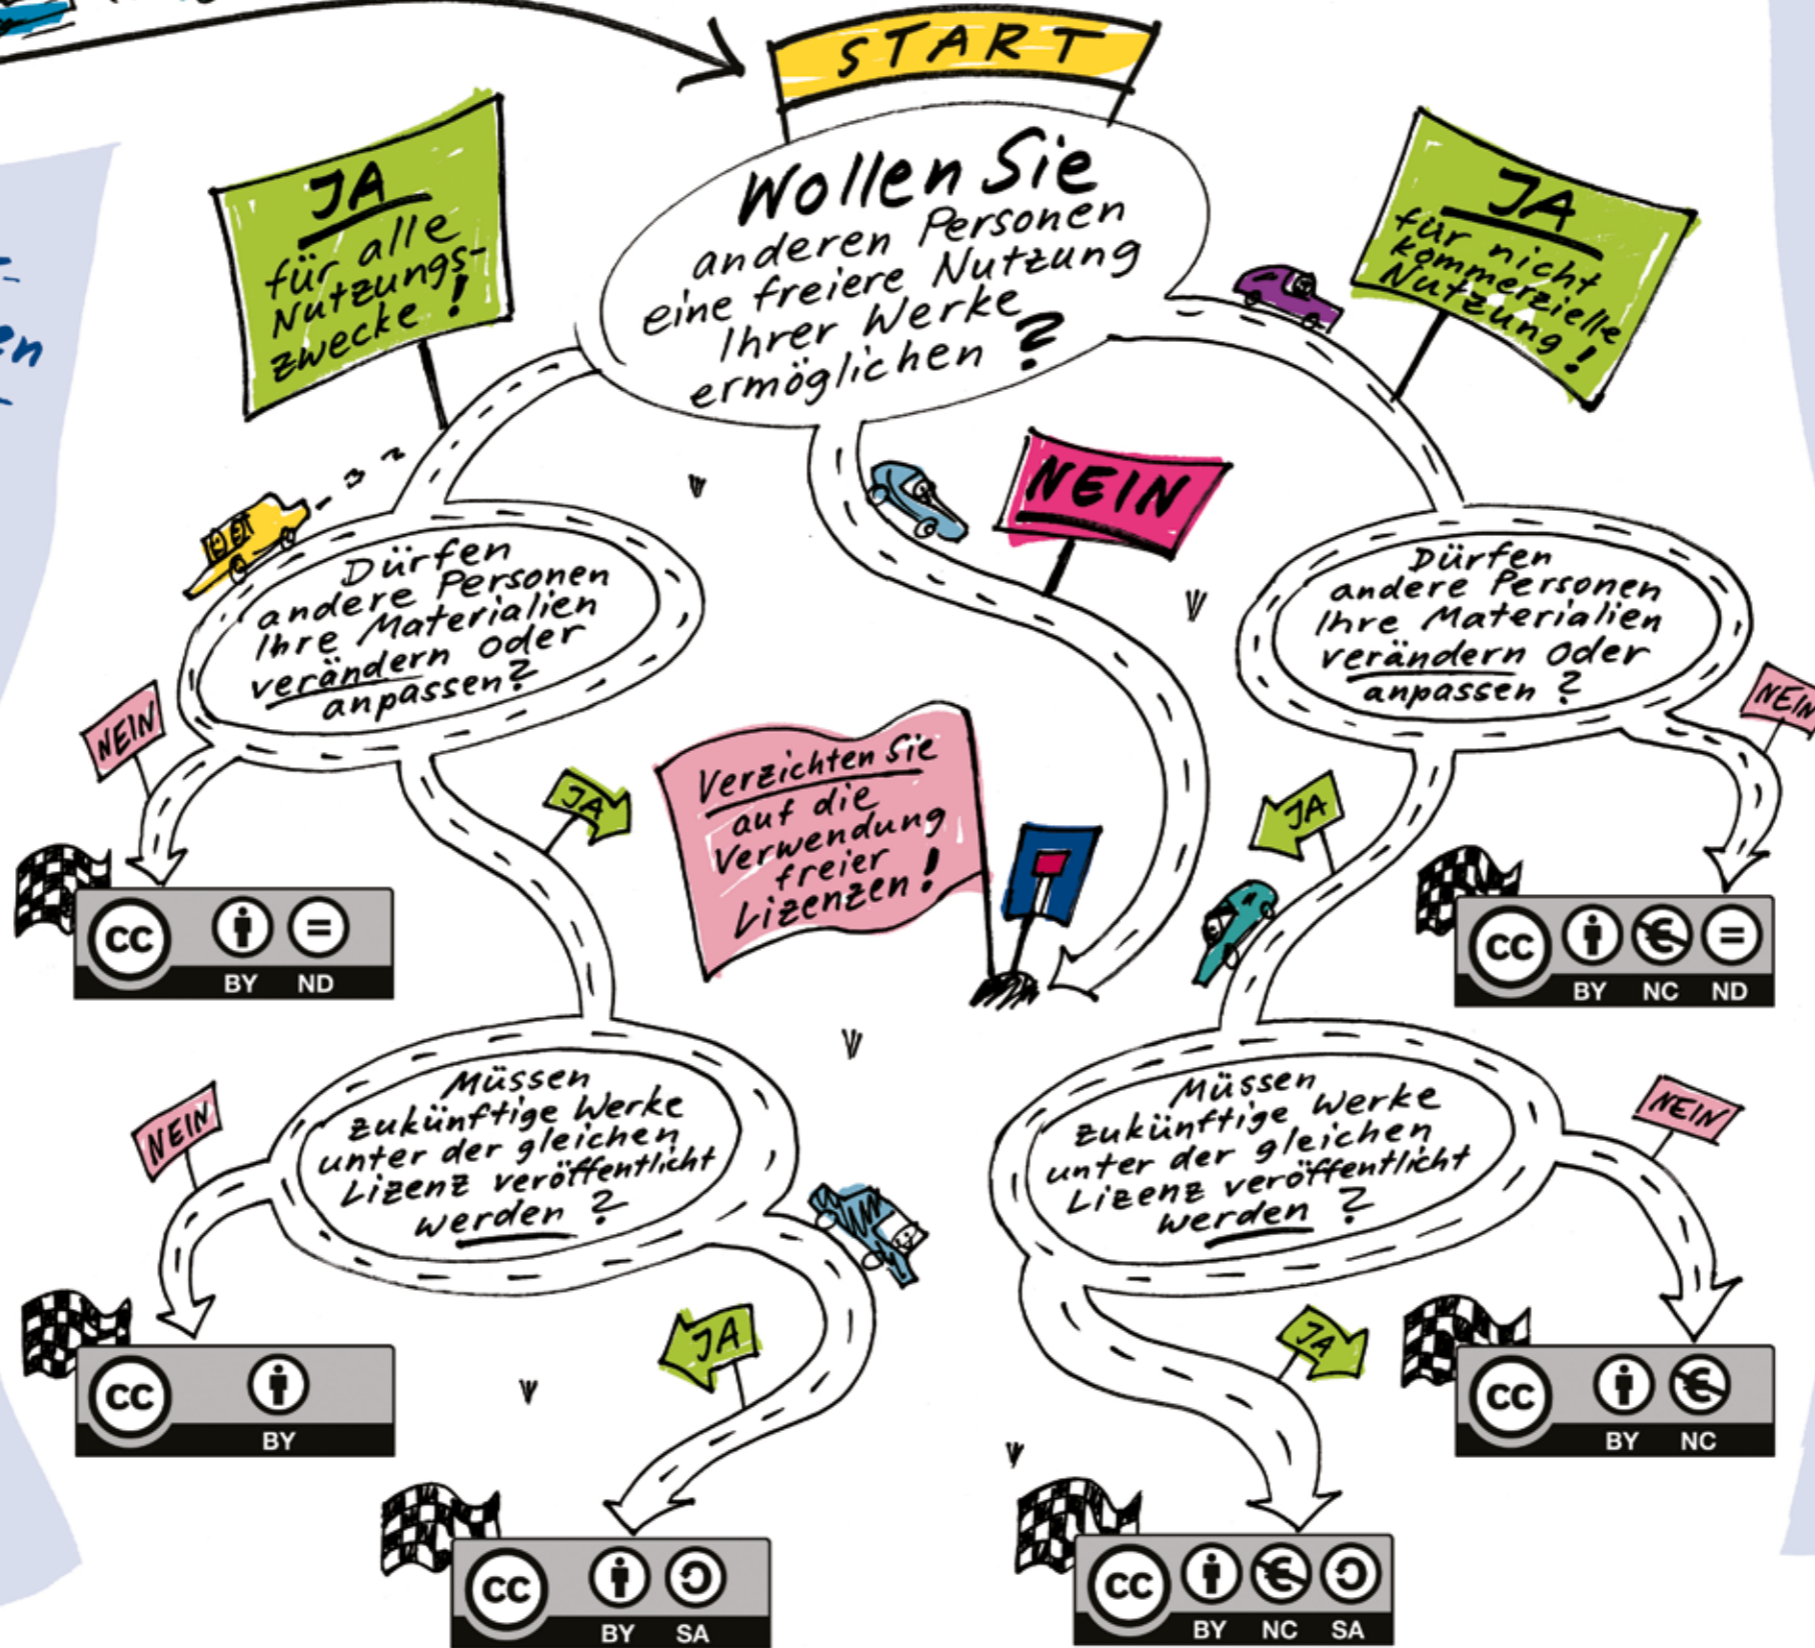 START
Wollen Sie
anderen Personen
eine freiere Nutzung
Ihrer Werke
ermöglichen ?
JA
für alle
Nutzungs-
zwecke !
JA
für nicht
kommerzielle
Nutzung !
NEIN
en
Dürfen
andere Personen
Ihre Materialien
verändern oder
anpassen ?
Dürfen
andere Personen
Ihre Materialien
verändern oder
anpassen ?
NEIN
NEIN
JA
Verzichten Sie
auf die
Verwendung
freier
Lizenzen !
JA
CC
BY ND
CC
BY NC ND
Müssen
zukünftige Werke
unter der gleichen
Lizenz veröffentlicht
werden ?
Müssen
zukünftige Werke
unter der gleichen
Lizenz veröffentlicht
werden ?
NEIN
NEIN
JA
JA
CC
BY
CC
BY NC
CC
BY SA
CC
BY NC SA